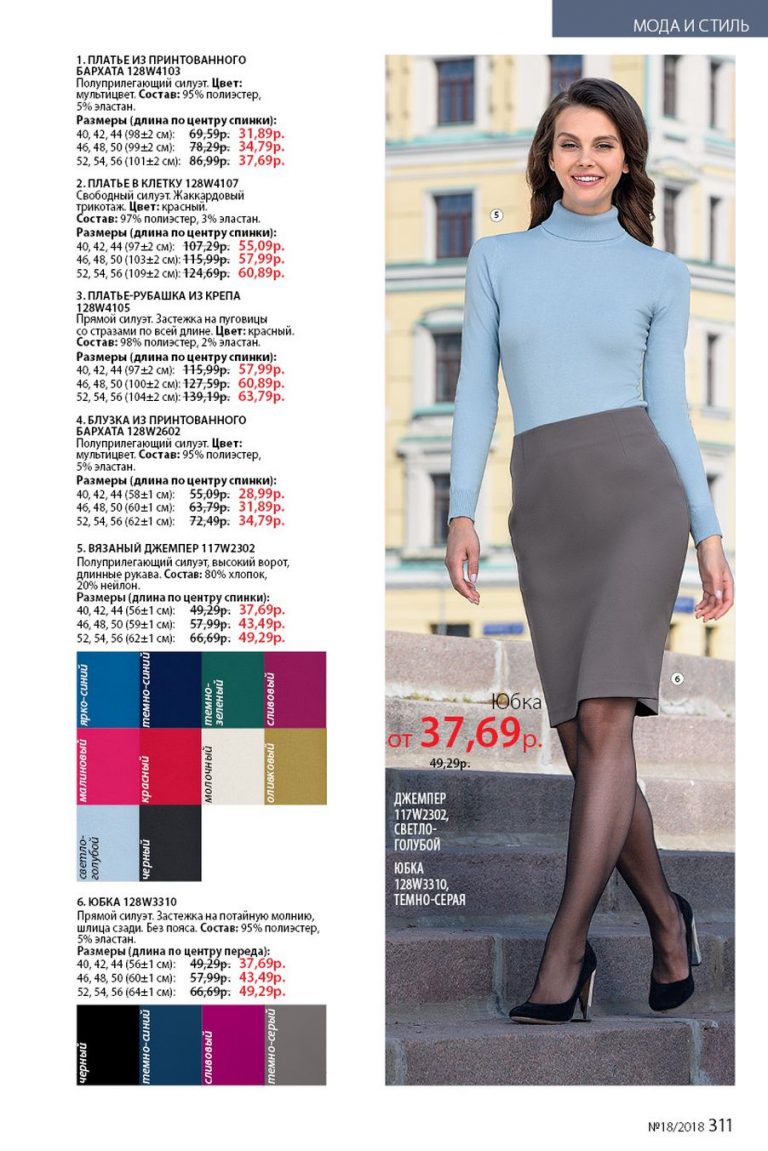 МОДА И СТИЛЬ
1. ПЛАТЬЕ ИЗ ПРИНТОВАННОГО
БАРХАТА 128W4103
Полуприлегающий силуэт. Цвет:
мультицвет. Состав: 95% полиэстер,
5% эластан.
Размеры (длина по центру спинки):
40, 42, 44 (98±2 см): 69,59р. 31,89р.
46, 48, 50 (99±2 см): 78,29р. 34,79р.
52, 54, 56 (101±2 см): 86,99р. 37,69р.
2. ПЛАТЬЕ В КЛЕТКУ 128W4107
Свободный силуэт. Жаккардовый
трикотаж. Цвет: красный.
Состав: 97% полиэстер, 3% эластан.
Размеры (длина по центру спинки):
40, 42, 44 (97±2 см): 107,29р. 55,09р.
46, 48, 50 (103±2 см): 115,99р. 57,99р.
52, 54, 56 (109±2 см): 124,69р. 60,89р.
3. ПЛАТЬЕ-РУБАШКА ИЗ КРЕПА
128W4105
Прямой силуэт. Застежка на пуговицы
со стразами по всей длине. Цвет: красный.
Состав: 98% полиэстер, 2% эластан.
Размеры (длина по центру спинки):
40, 42, 44 (97±2 см): 115,99р. 57,99р.
46, 48, 50 (100±2 см): 127,59р. 60,89р.
52, 54, 56 (104±2 см): 139,19р. 63,79р.
4. БЛУЗКА ИЗ ПРИНТОВАННОГО
БАРХАТА 128W2602
Полуприлегающий силуэт. Цвет:
мультицвет. Состав: 95% полиэстер,
5% эластан.
Размеры (длина по центру спинки):
40, 42, 44 (58±1 см): 55,09р. 28,99р.
46, 48, 50 (60±1 см): 63,79р. 31,89р.
52, 54, 56 (62±1 см): 72,49р. 34,79р.
5. ВЯЗАНЫЙ ДЖЕМПЕР 117W2302
Полуприлегающий силуэт, высокий ворот,
длинные рукава. Состав: 80% хлопок,
20% нейлон.
Размеры (длина по центру спинки):
40, 42, 44 (56±1 см): 49,29р. 37,69р.
46, 48, 50 (59±1 см): 57,99р. 43,49р.
52, 54, 56 (62±1 см): 66,69р. 49,29р.
ярко-синий
темно-синий
темно-
зеленый
сливовый
малиновый
красный
молочный
оливковый
светло-
голубой
черный
6. ЮБКА 128W3310
Прямой силуэт. Застежка на потайную молнию,
шлица сзади. Без пояса. Состав: 95% полиэстер,
5% эластан.
Размеры (длина по центру переда):
40, 42, 44 (56±1 см): 49,29р. 37,69р.
46, 48, 50 (60±1 см): 57,99р. 43,49р.
52, 54, 56 (64±1 см): 66,69р. 49,29р.
черный
темно-синий
сливовый
темно-серый
5
6
Юбка
от 37,69р.
49,29р.
ДЖЕМПЕР
117W2302,
СВЕТЛО-
ГОЛУБОЙ
ЮБКА
128W3310,
ТЕМНО-СЕРАЯ
№18/2018 311